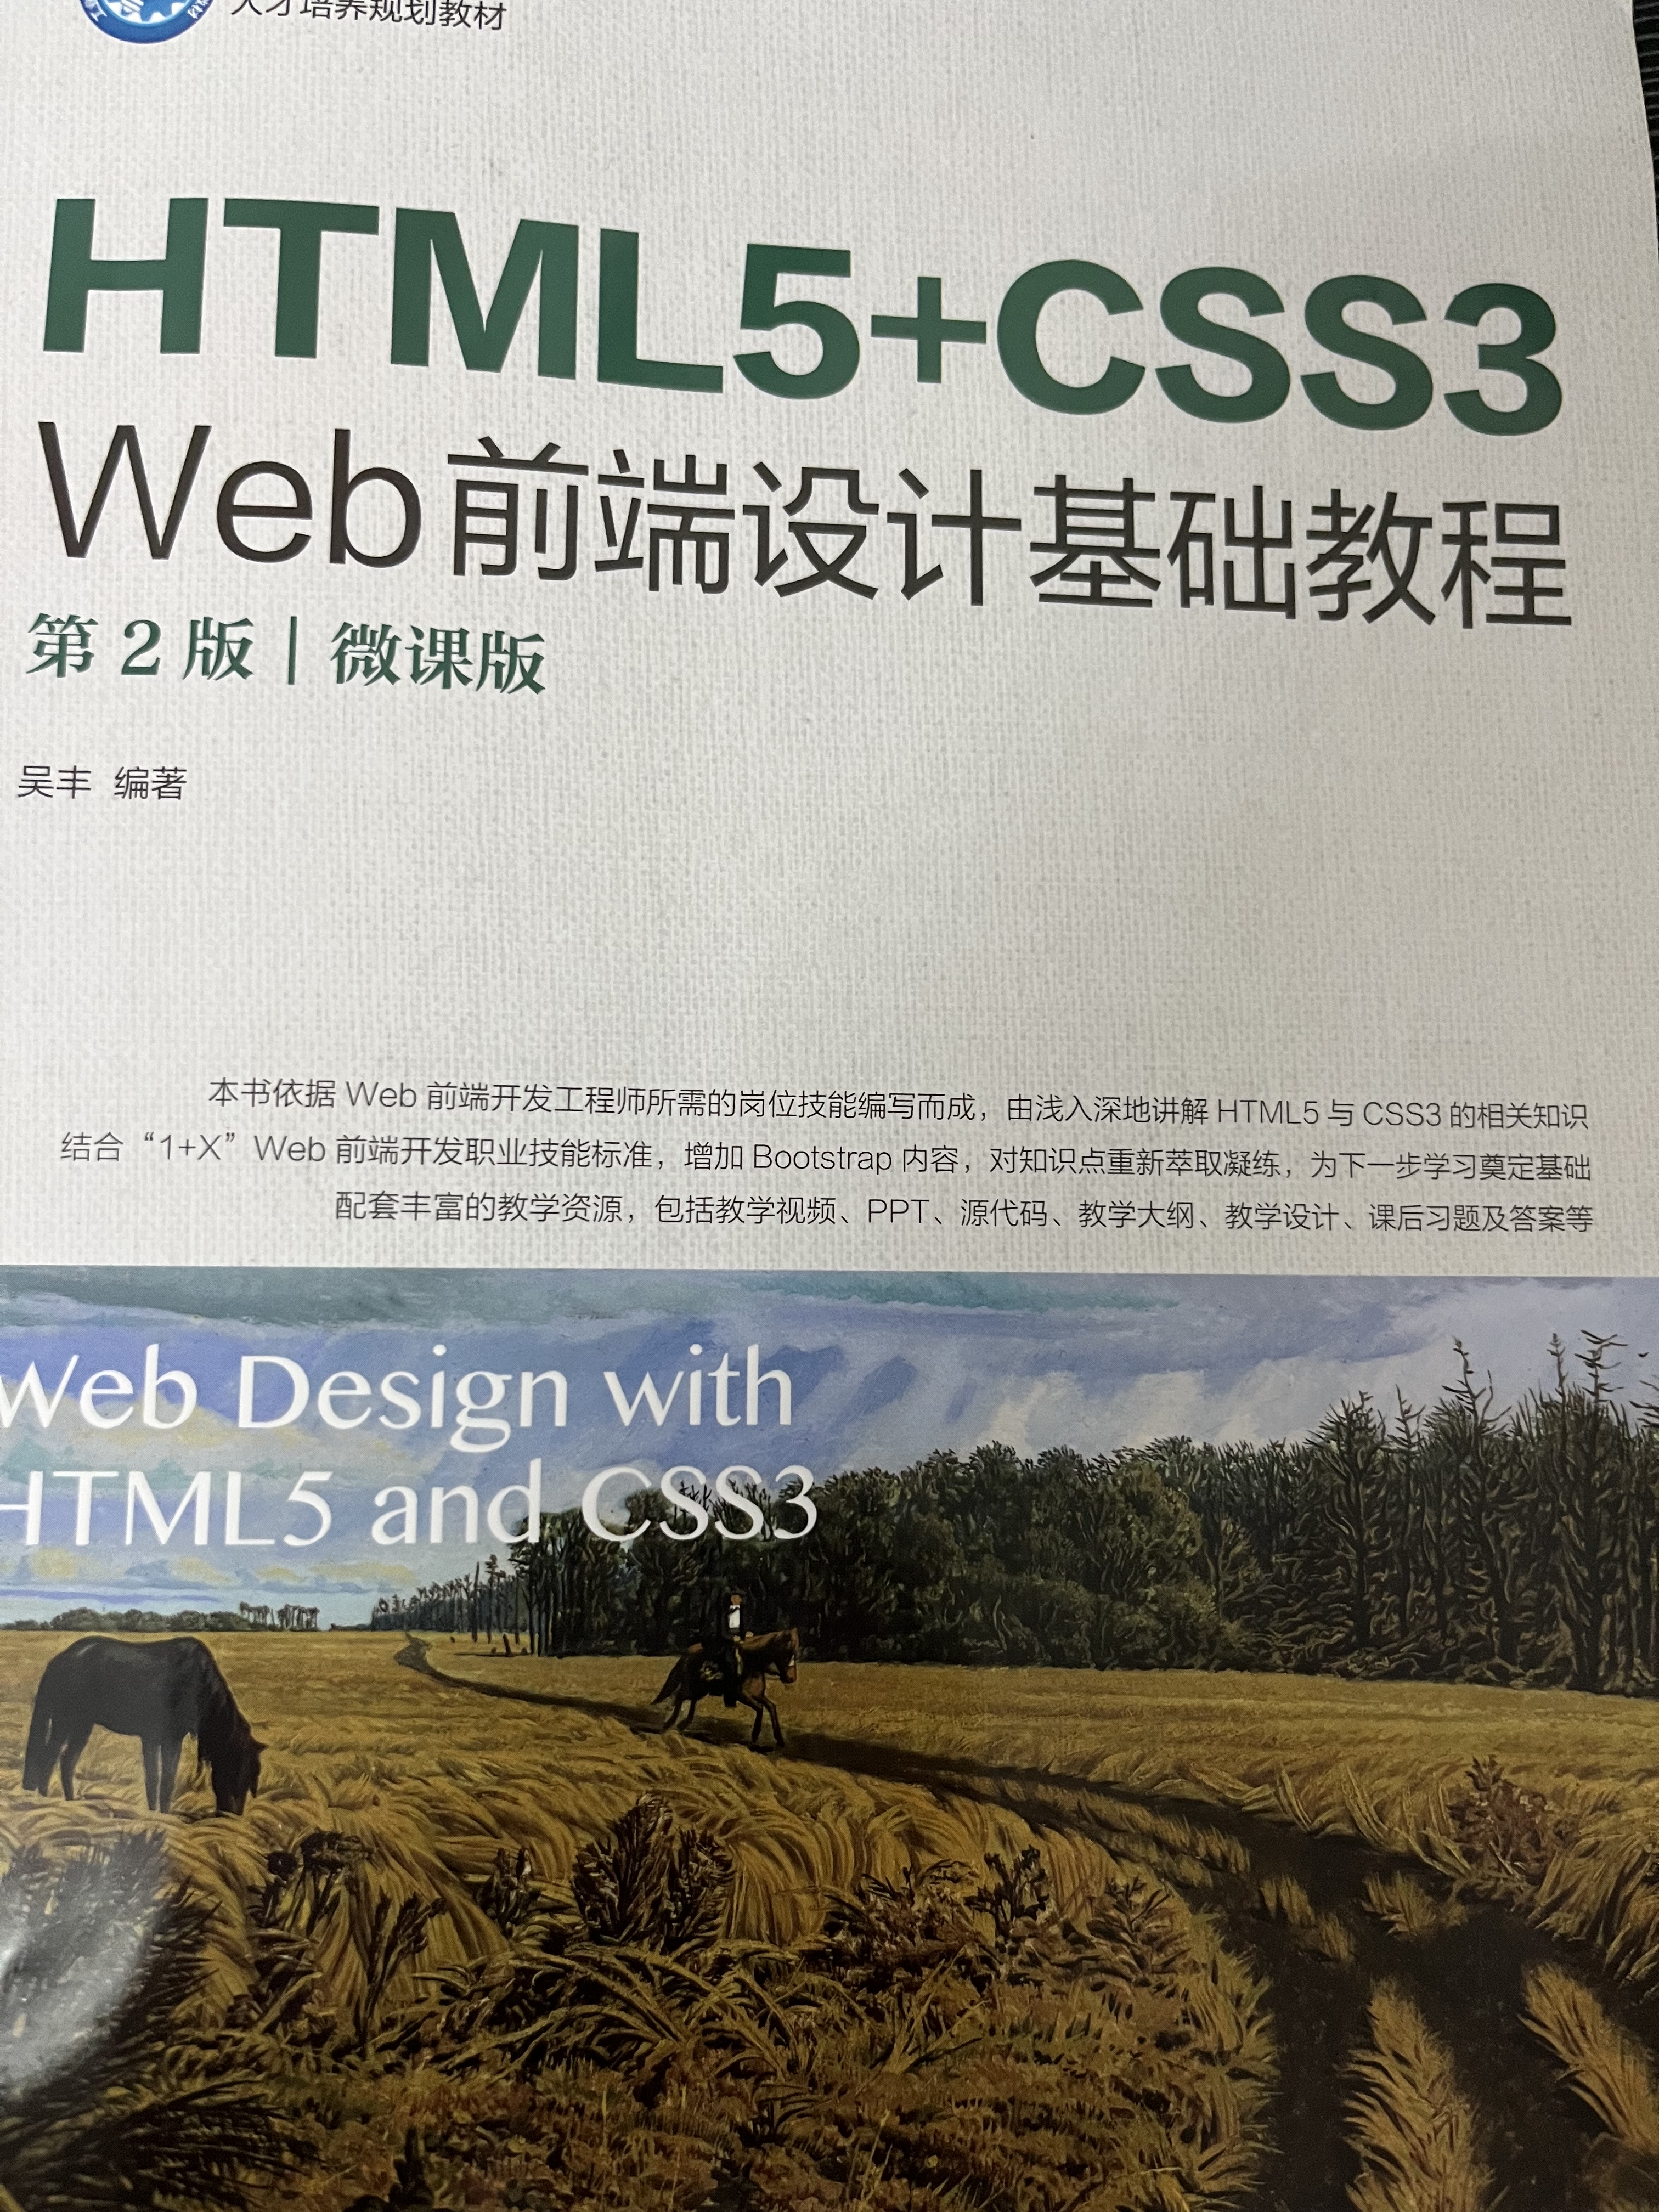 人才培养规划教材
HTML5+CSS3
Web前端设计基础教程
第2版|微课版
吴丰 编著
本书依据 Web 前端开发工程师所需的岗位技能编写而成，由浅入深地讲解 HTML5 与 CSS3 的相关知识
结合“1+X”Web 前端开发职业技能标准，增加 Bootstrap 内容，对知识点重新萃取凝练，为下一步学习奠定基础
配套丰富的教学资源，包括教学视频、PPT、源代码、教学大纲、教学设计、课后习题及答案等
Web Design with
HTML5 and CSS3